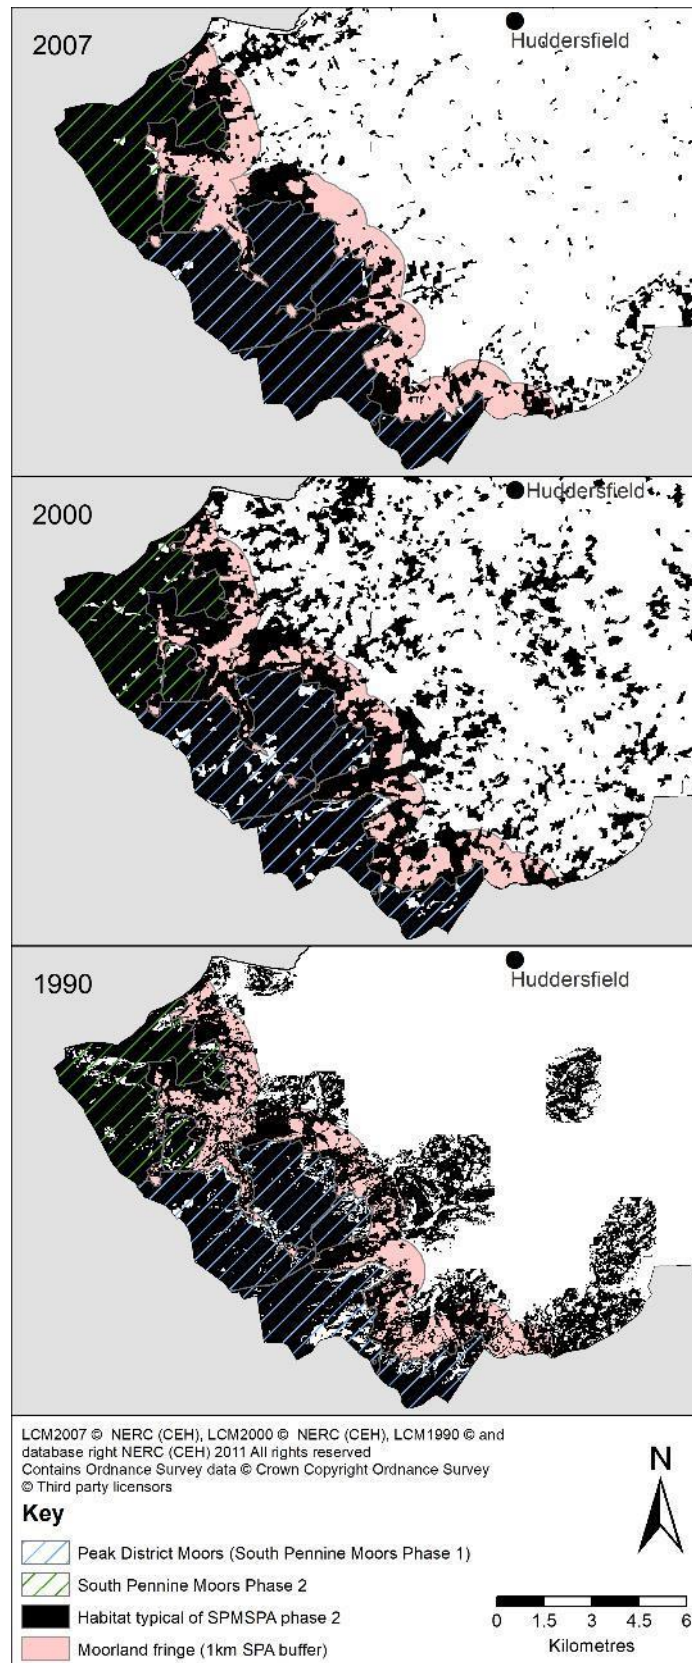 2007
Huddersfield
2000
Huddersfield
1990
Huddersfield
LCM2007 © NERC (CEH), LCM2000 © NERC (CEH), LCM1990 © and
database right NERC (CEH) 2011 All rights reserved
Contains Ordnance Survey data © Crown Copyright Ordnance Survey
© Third party licensors
Key
Peak District Moors (South Pennine Moors Phase 1)
South Pennine Moors Phase 2
Habitat typical of SPMSPA phase 2
Moorland fringe (1km SPA buffer)
N
0 1.5 3 4.5 6
Kilometres